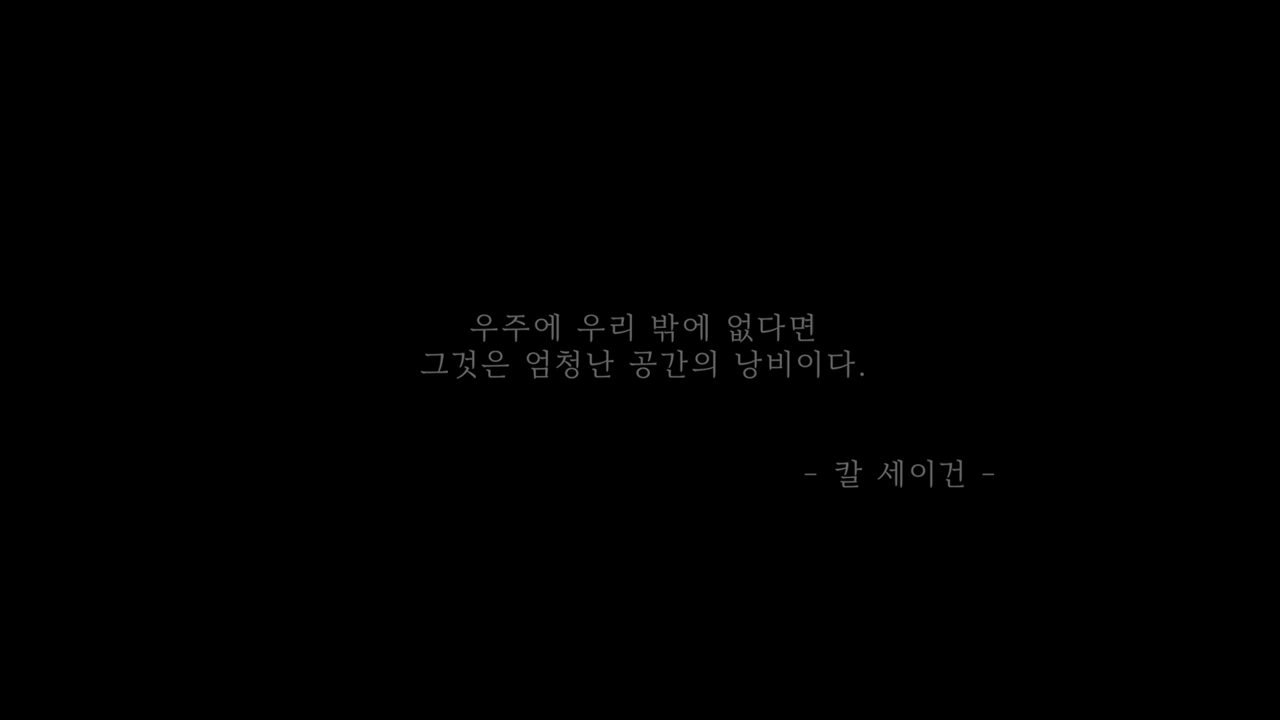 우주에 우리 밖에 없다면
그것은 엄청난 공간의 낭비이다.
- 칼 세이건 -